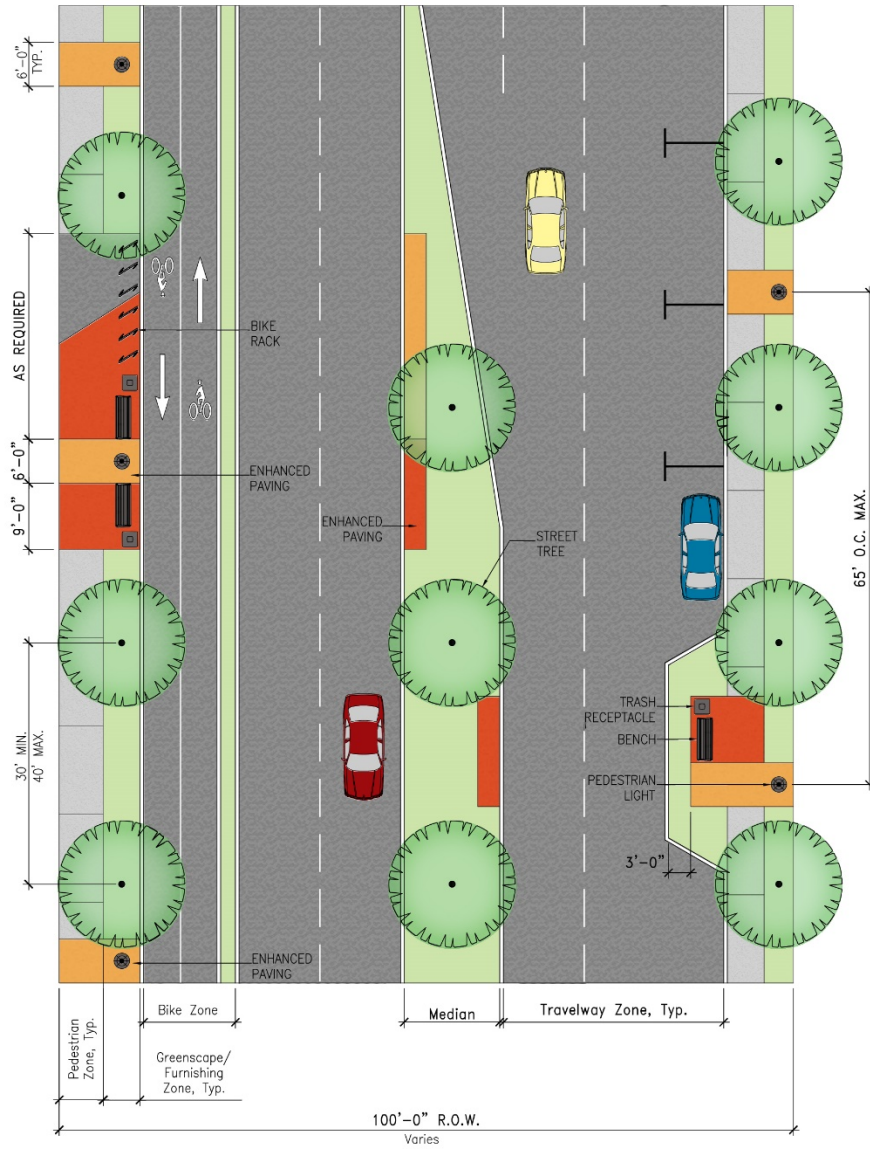 6'-0"
TYP.
AS REQUIRED
BIKE
RACK
6'-0"
ENHANCED
PAVING
9'-0"
ENHANCED
PAVING
STREET
TREE
65' O.C. MAX.
30' MIN.
40' MAX.
TRASH
RECEPTACLE
BENCH
PEDESTRIAN
LIGHT
3'-0"
ENHANCED
PAVING
Pedestrian
Zone, Typ.
Bike Zone
Median
Travelway Zone, Typ.
Greenscape/
Furnishing
Zone, Typ.
100'-0" R.O.W.
Varies